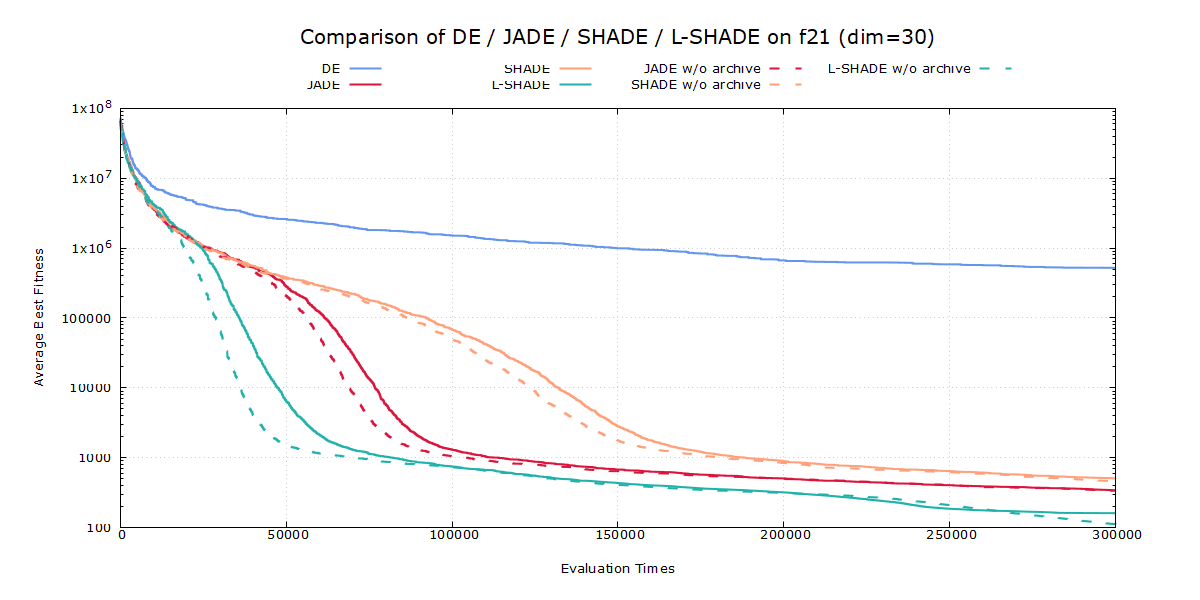 Comparison of DE / JADE / SHADE / L-SHADE on f21 (dim=30)
DE SHADE JADE w/o archive L-SHADE w/o archive
JADE L-SHADE SHADE w/o archive
1x10^8
1x10^7
1x10^6
100000
10000
1000
100
Average Best Fitness
0 50000 100000 150000 200000 250000 300000
Evaluation Times